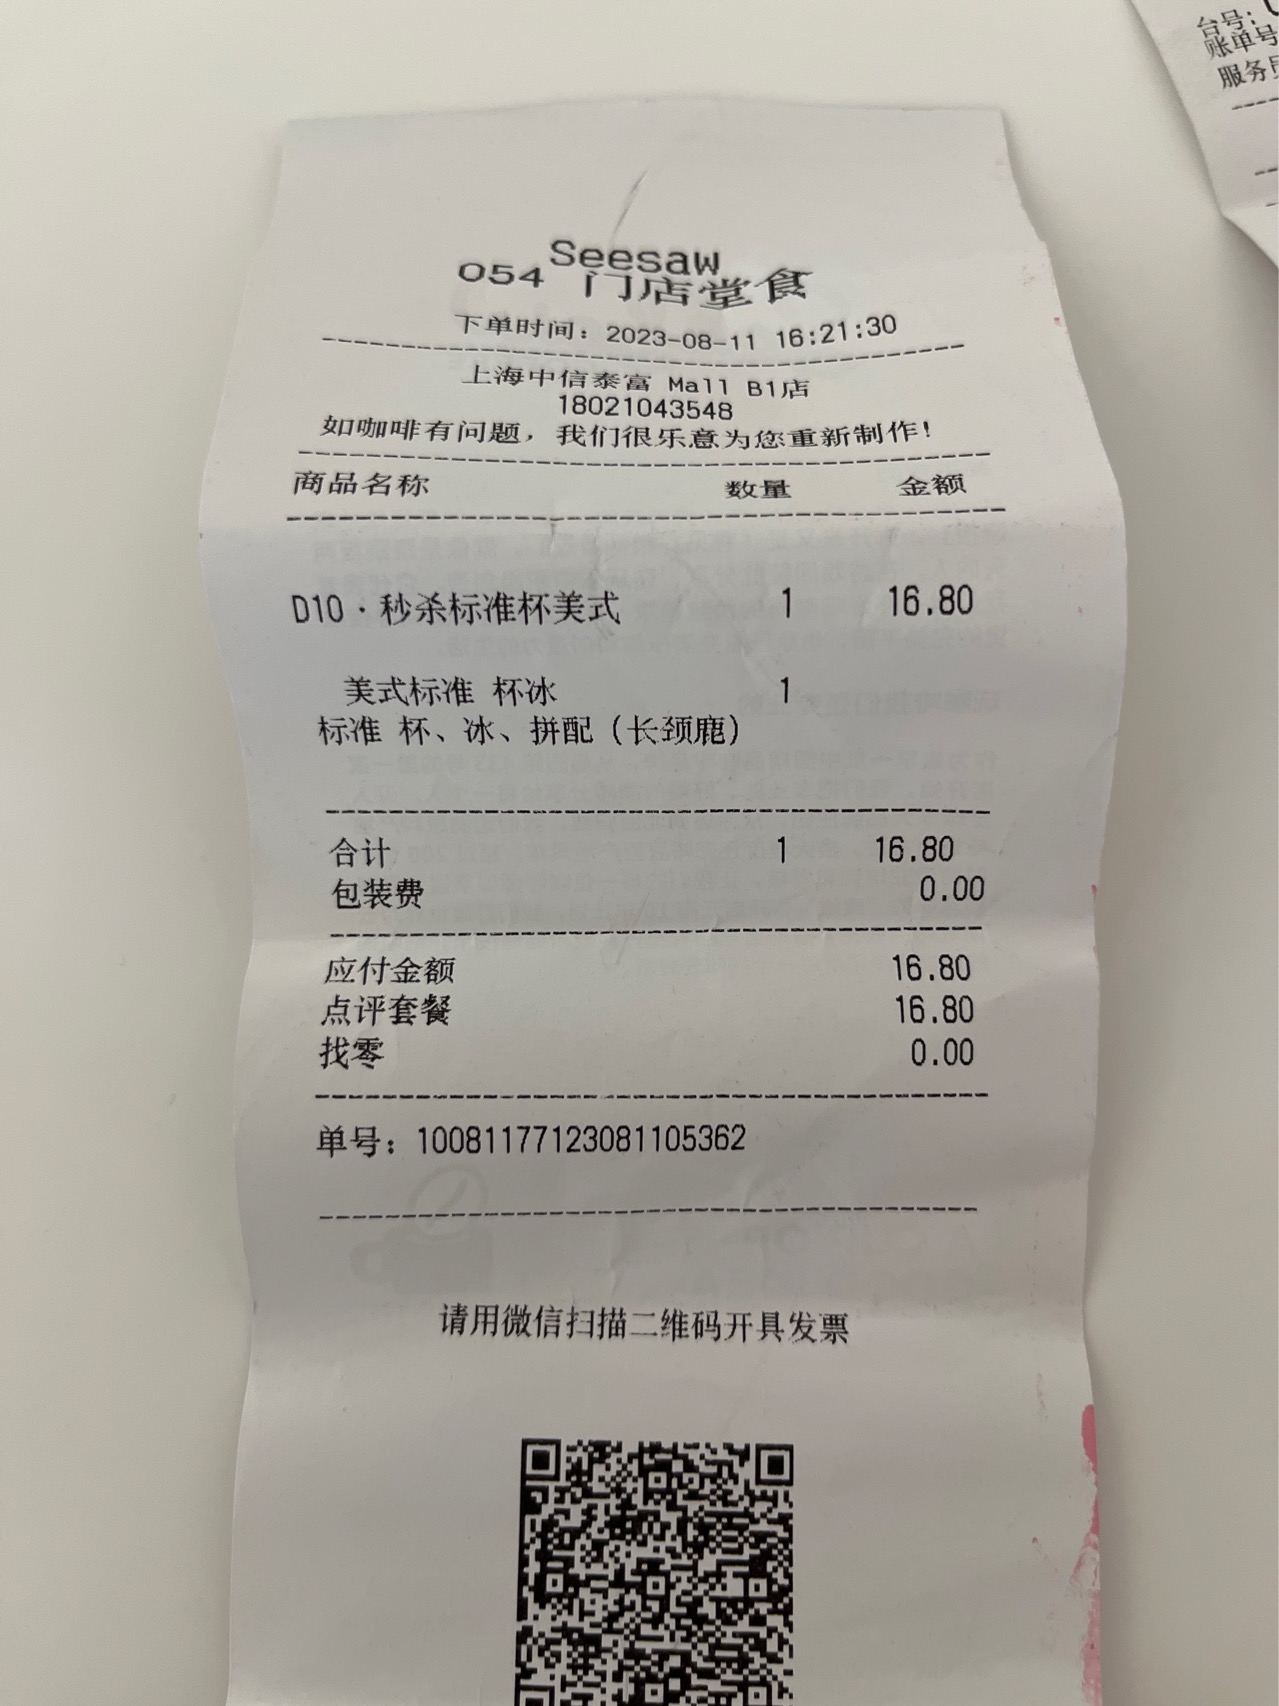 台号:
账单号
服务员
Seesaw
054 门店堂食
下单时间: 2023-08-11 16:21:30
上海中信泰富 Mall B1店
18021043548
如咖啡有问题, 我们很乐意为您重新制作!
商品名称 数量 金额
D10·秒杀标准杯美式 1 16.80
美式标准 杯冰 1
标准 杯、冰、拼配 (长颈鹿)
合计 1 16.80
包装费 0.00
应付金额 16.80
点评套餐 16.80
找零 0.00
单号: 10081177123081105362
请用微信扫描二维码开具发票